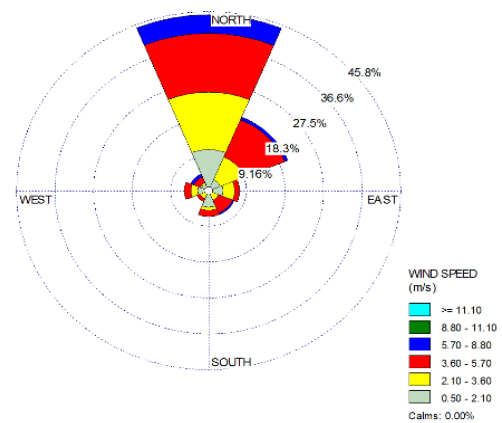 NORTH
45.8%
36.6%
27.5%
18.3%
9.16%
WEST
EAST
SOUTH
WIND SPEED
(m/s)
>= 11.10
8.80 - 11.10
5.70 - 8.80
3.60 - 5.70
2.10 - 3.60
0.50 - 2.10
Calms: 0.00%